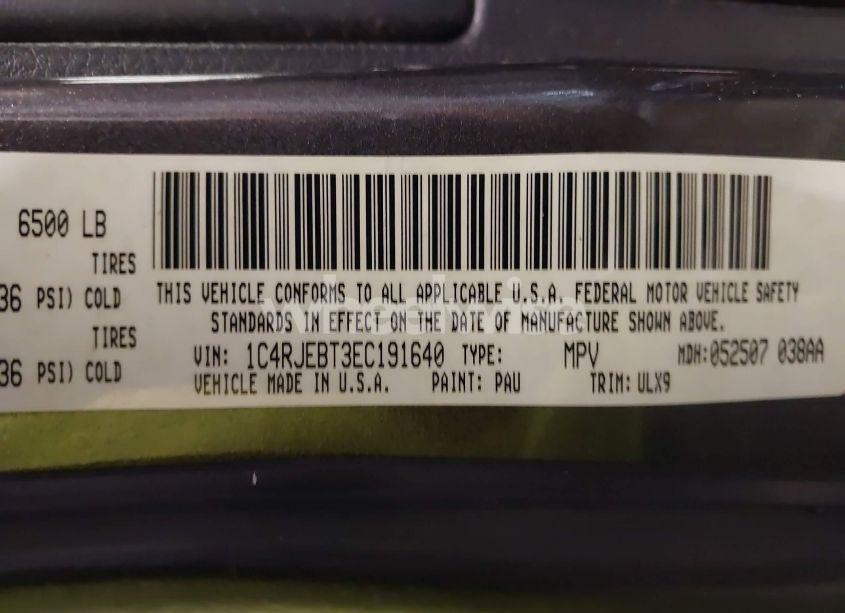 6500 LB
TIRES
36 PSI) COLD
THIS VEHICLE CONFORMS TO ALL APPLICABLE U.S.A. FEDERAL MOTOR VEHICLE SAFETY
TIRES
STANDARDS IN EFFECT ON THE DATE OF MANUFACTURE SHOWN ABOVE.
36 PSI) COLD
VIN: 1C4RJEBT3EC191640 TYPE: MPV MDH:052507 038AA
VEHICLE MADE IN U.S.A. PAINT: PAU TRIM: ULX9